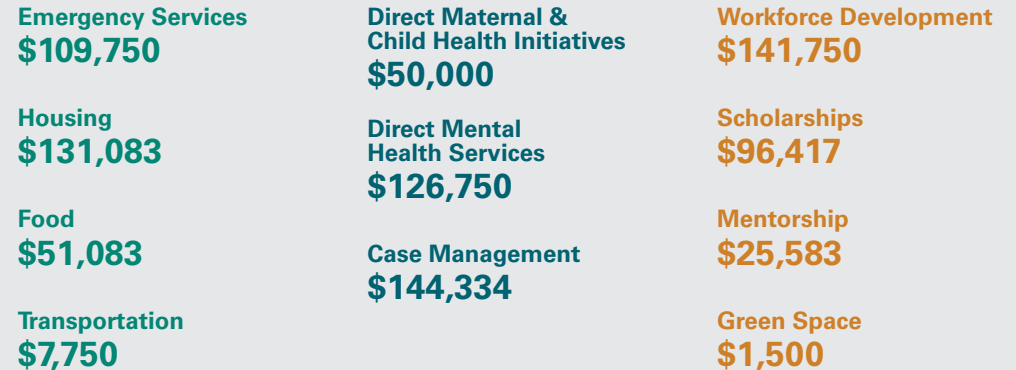 Emergency Services
$109,750
Housing
$131,083
Food
$51,083
Transportation
$7,750
Direct Maternal &
Child Health Initiatives
$50,000
Direct Mental
Health Services
$126,750
Case Management
$144,334
Workforce Development
$141,750
Scholarships
$96,417
Mentorship
$25,583
Green Space
$1,500